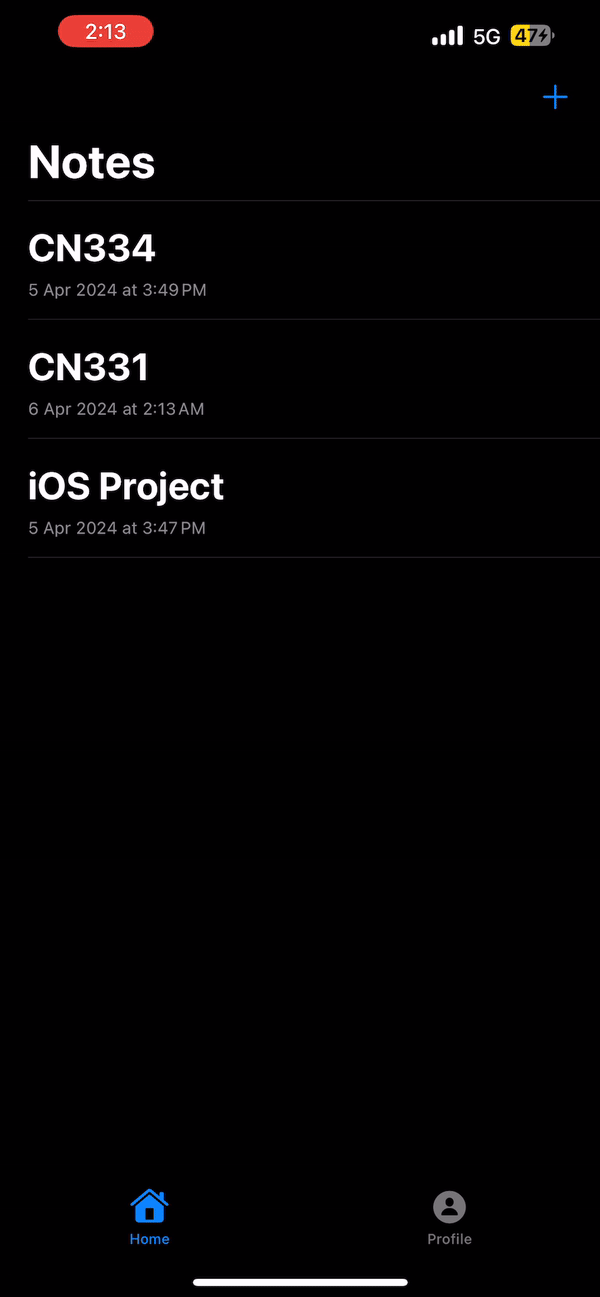 2:13
5G
47
Notes
CN334
5 Apr 2024 at 3:49 PM
CN331
6 Apr 2024 at 2:13 AM
iOS Project
5 Apr 2024 at 3:47 PM
Home
Profile